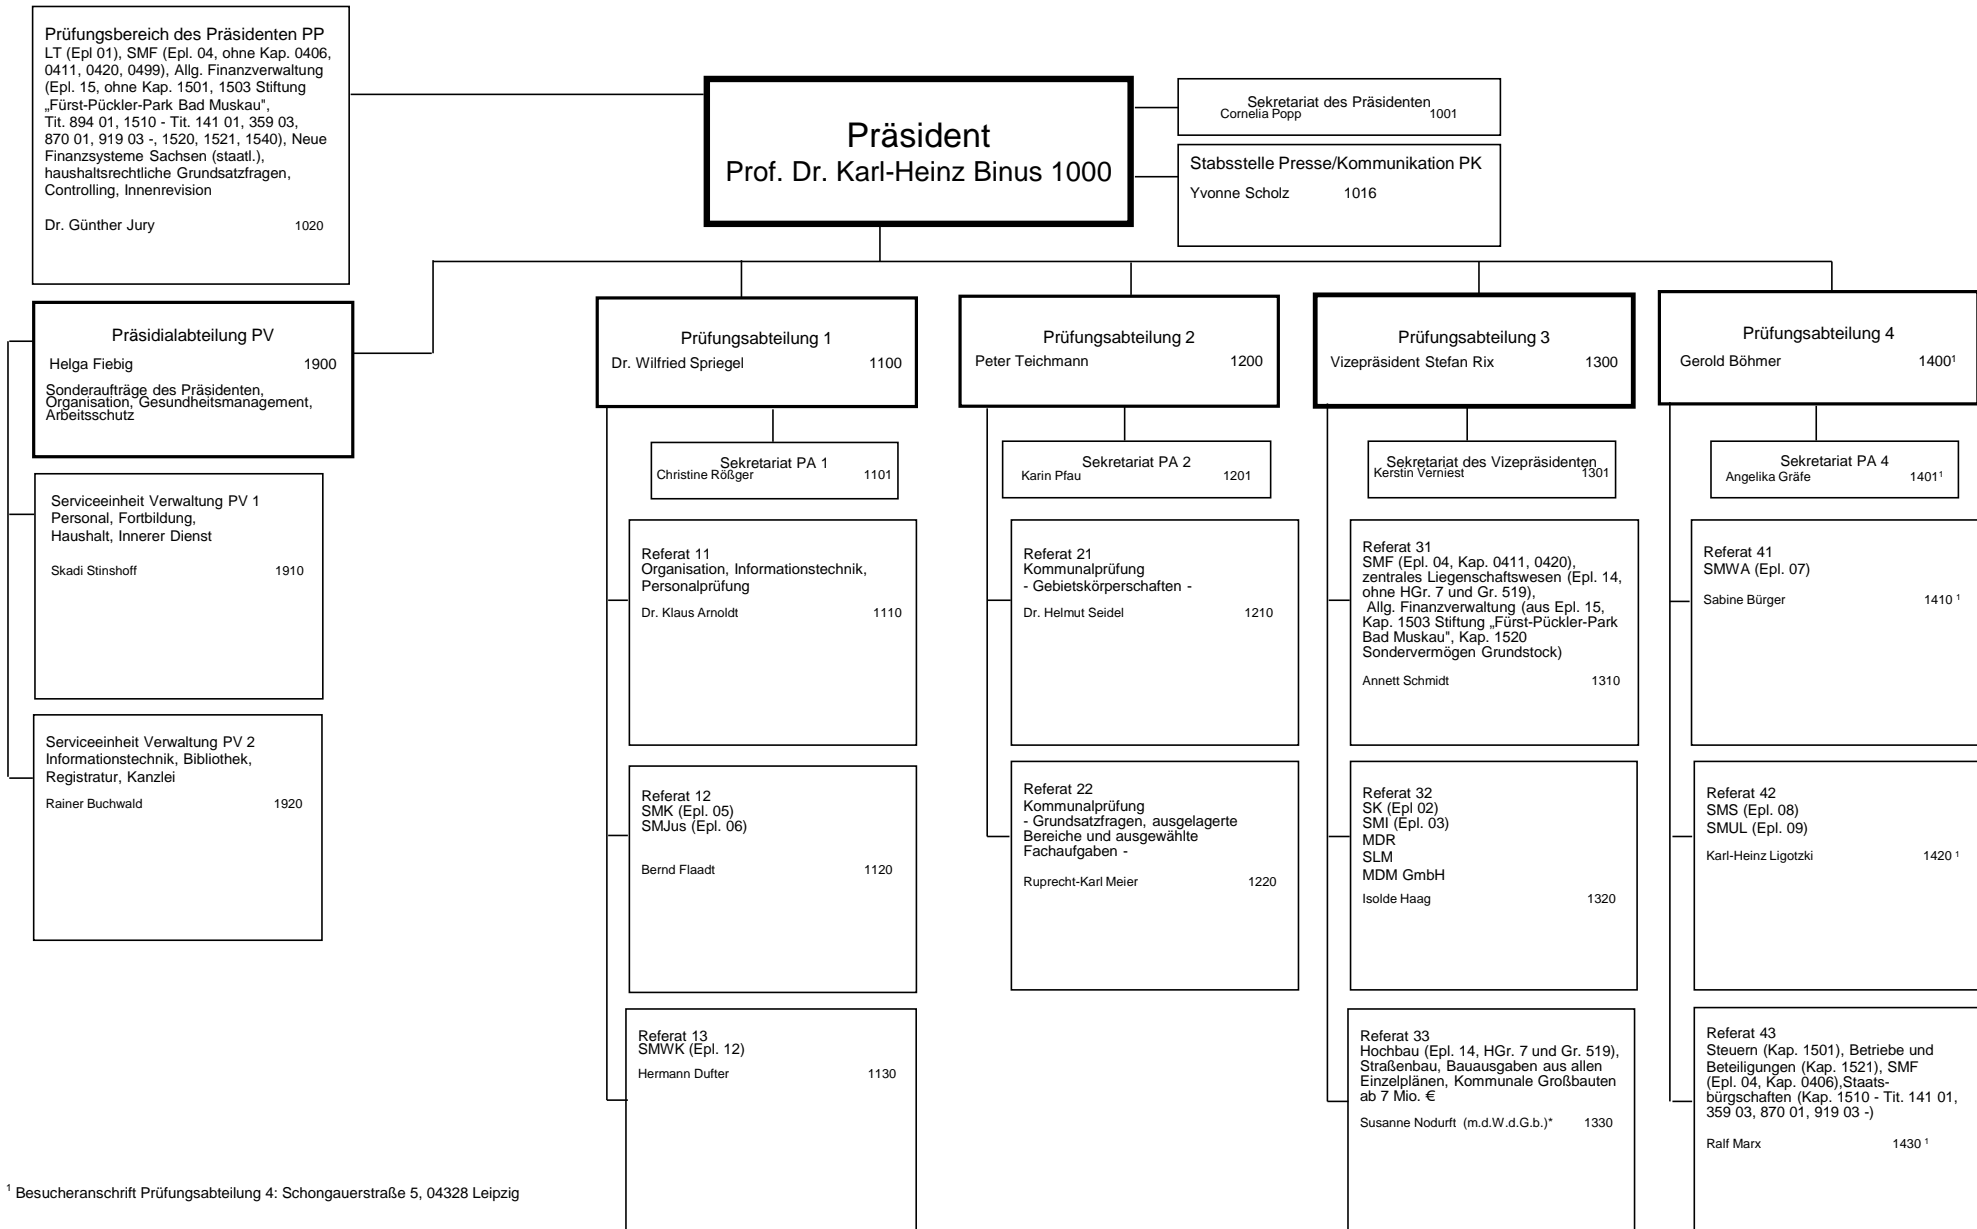 Prüfungsbereich des Präsidenten PP
LT (Epl 01), SMF (Epl. 04, ohne Kap. 0406,
0411, 0420, 0499), Allg. Finanzverwaltung
(Epl. 15, ohne Kap. 1501, 1503 Stiftung
„Fürst-Pückler-Park Bad Muskau",
Tit. 894 01, 1510 - Tit. 141 01, 359 03,
870 01, 919 03 -, 1520, 1521, 1540), Neue
Finanzsysteme Sachsen (staatl.),
haushaltsrechtliche Grundsatzfragen,
Controlling, Innenrevision
Dr. Günther Jury 1020
Präsident
Prof. Dr. Karl-Heinz Binus 1000
Sekretariat des Präsidenten
Cornelia Popp 1001
Stabsstelle Presse/Kommunikation PK
Yvonne Scholz 1016
Präsidialabteilung PV
Helga Fiebig 1900
Sonderaufträge des Präsidenten,
Organisation, Gesundheitsmanagement,
Arbeitsschutz
Serviceeinheit Verwaltung PV 1
Personal, Fortbildung,
Haushalt, Innerer Dienst
Skadi Stinshoff 1910
Serviceeinheit Verwaltung PV 2
Informationstechnik, Bibliothek,
Registratur, Kanzlei
Rainer Buchwald 1920
Prüfungsabteilung 1
Dr. Wilfried Spriegel 1100
Sekretariat PA 1
Christine Rößger 1101
Referat 11
Organisation, Informationstechnik,
Personalprüfung
Dr. Klaus Arnoldt 1110
Referat 12
SMK (Epl. 05)
SMJus (Epl. 06)
Bernd Flaadt 1120
Referat 13
SMWK (Epl. 12)
Hermann Dufter 1130
Prüfungsabteilung 2
Peter Teichmann 1200
Sekretariat PA 2
Karin Pfau 1201
Referat 21
Kommunalprüfung
- Gebietskörperschaften -
Dr. Helmut Seidel 1210
Referat 22
Kommunalprüfung
- Grundsatzfragen, ausgelagerte
Bereiche und ausgewählte
Fachaufgaben -
Ruprecht-Karl Meier 1220
Prüfungsabteilung 3
Vizepräsident Stefan Rix 1300
Sekretariat des Vizepräsidenten
Kerstin Verniest 1301
Referat 31
SMF (Epl. 04, Kap. 0411, 0420),
zentrales Liegenschaftswesen (Epl. 14,
ohne HGr. 7 und Gr. 519),
Allg. Finanzverwaltung (aus Epl. 15,
Kap. 1503 Stiftung „Fürst-Pückler-Park
Bad Muskau", Kap. 1520
Sondervermögen Grundstock)
Annett Schmidt 1310
Referat 32
SK (Epl 02)
SMI (Epl. 03)
MDR
SLM
MDM GmbH
Isolde Haag 1320
Referat 33
Hochbau (Epl. 14, HGr. 7 und Gr. 519),
Straßenbau, Bauausgaben aus allen
Einzelplänen, Kommunale Großbauten
ab 7 Mio. €
Susanne Nodurft (m.d.W.d.G.b.)* 1330
Prüfungsabteilung 4
Gerold Böhmer 1400¹
Sekretariat PA 4
Angelika Gräfe 1401¹
Referat 41
SMWA (Epl. 07)
Sabine Bürger 1410 ¹
Referat 42
SMS (Epl. 08)
SMUL (Epl. 09)
Karl-Heinz Ligotzki 1420 ¹
Referat 43
Steuern (Kap. 1501), Betriebe und
Beteiligungen (Kap. 1521), SMF
(Epl. 04, Kap. 0406),Staats-
bürgschaften (Kap. 1510 - Tit. 141 01,
359 03, 870 01, 919 03 -)
Ralf Marx 1430 ¹
¹ Besucheranschrift Prüfungsabteilung 4: Schongauerstraße 5, 04328 Leipzig